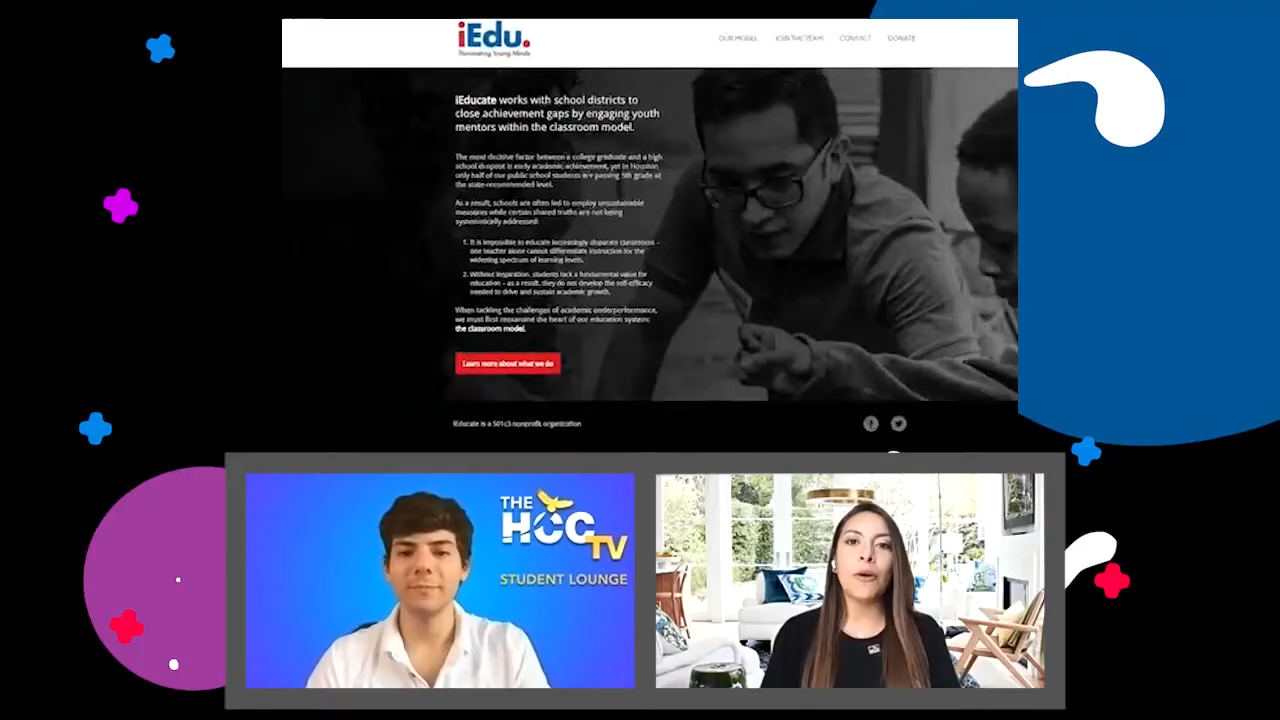 iEdu.
Illuminating Young Minds
OUR MODEL JOIN THE TEAM CONTACT DONATE
iEducate works with school districts to
close achievement gaps by engaging youth
mentors within the classroom model.
The most decisive factor between a college graduate and a high
school dropout is early academic achievement, yet in Houston
only half of our public school students are passing 5th grade at
the state-recommended level.
As a result, schools are often led to employ unsustainable
measures while certain shared truths are not being
systematically addressed:
1. It is impossible to educate increasingly disparate classrooms –
one teacher alone cannot differentiate instruction for the
widening spectrum of learning levels.
2. Without inspiration, students lack a fundamental value for
education – as a result, they do not develop the self-efficacy
needed to drive and sustain academic growth.
When tackling the challenges of academic underperformance,
we must first reexamine the heart of our education system:
the classroom model.
Learn more about what we do
iEducate is a 501c3 nonprofit organization
THE
HCC
TV
STUDENT LOUNGE